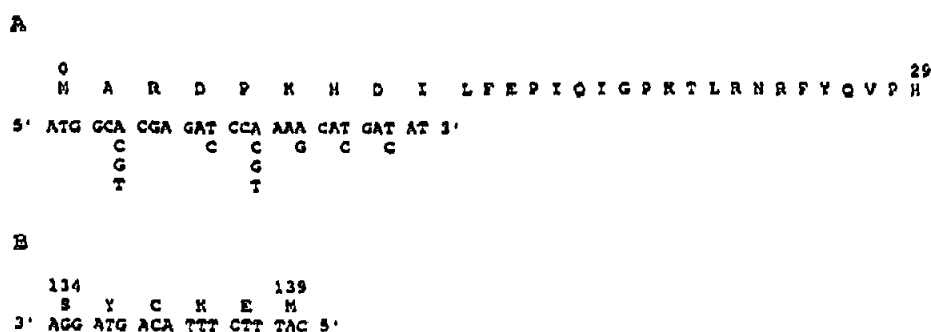 A
0 29
M A R D P K H D I L F E P I Q I G P K T L R N R F Y Q V P H
5' ATG GCA CGA GAT CCA AAA CAT GAT AT 3'
C C C G C C
G G
T T
B
134 139
S Y C K E M
3' AGG ATG ACA TTT CTT TAC 5'